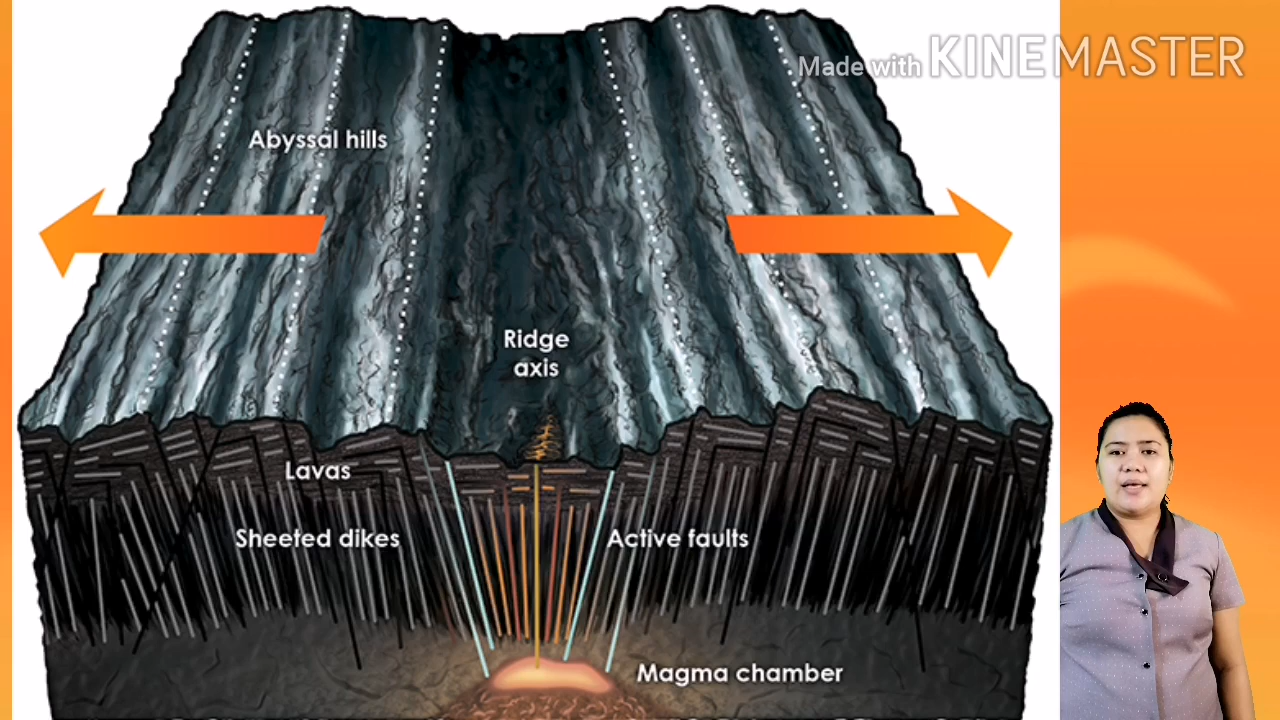 Made with KINEMASTER
Abyssal hills
Ridge
axis
Lavas
Sheeted dikes
Active faults
Magma chamber